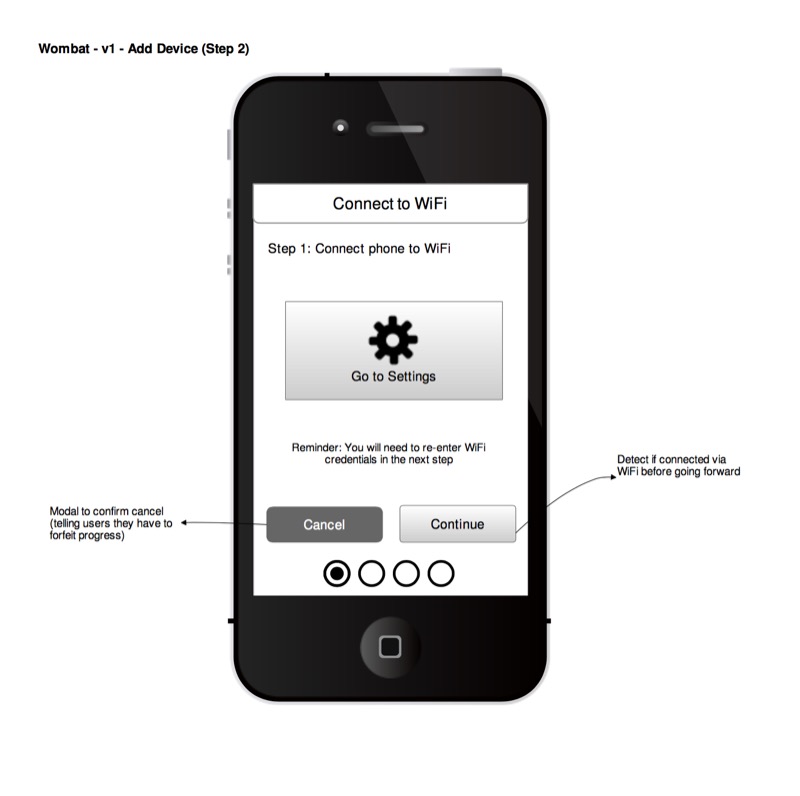 Wombat - v1 - Add Device (Step 2)
Connect to WiFi
Step 1: Connect phone to WiFi
Go to Settings
Reminder: You will need to re-enter WiFi
credentials in the next step
Detect if connected via
WiFi before going forward
Modal to confirm cancel
(telling users they have to
forfeit progress)
Cancel
Continue